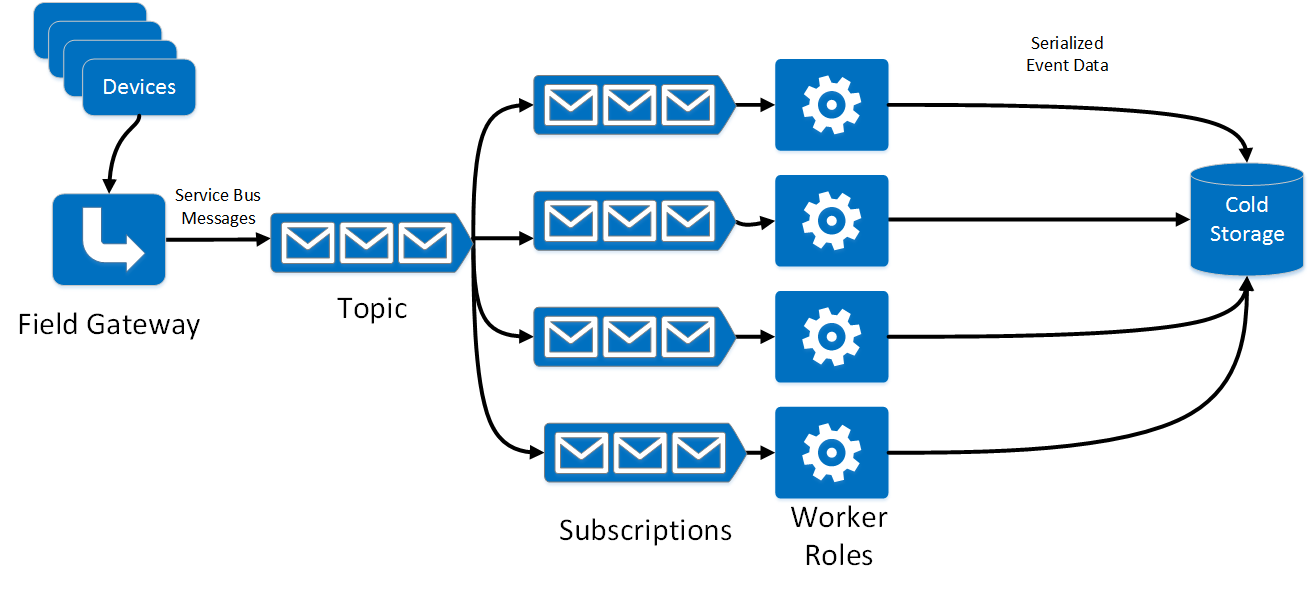 Devices
Service Bus
Messages
Field Gateway
Topic
Subscriptions
Worker
Roles
Serialized
Event Data
Cold
Storage